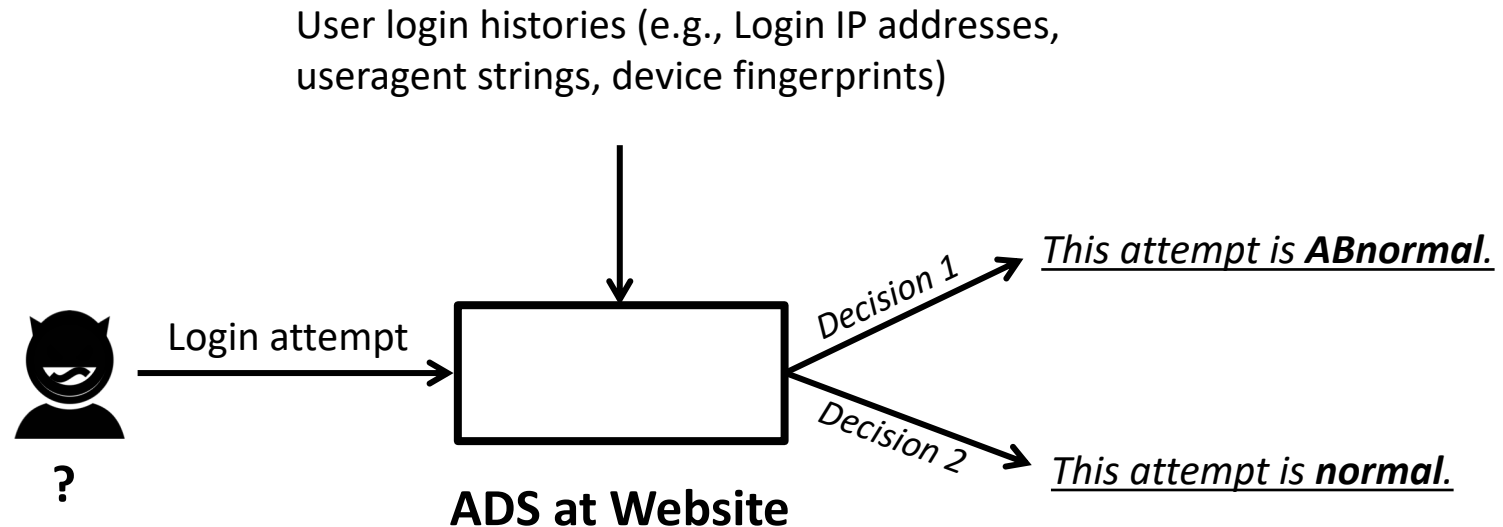 User login histories (e.g., Login IP addresses,
useragent strings, device fingerprints)
This attempt is ABnormal.
Decision 1
Login attempt
Decision 2
This attempt is normal.
?
ADS at Website